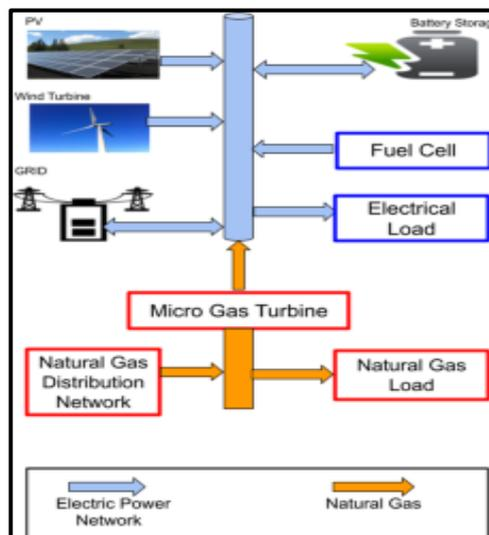 PV
Battery Storag
Wind Turbine
Fuel Cell
GRID
Electrical
Load
Micro Gas Turbine
Natural Gas
Distribution
Network
Natural Gas
Load
Electric Power
Network
Natural Gas